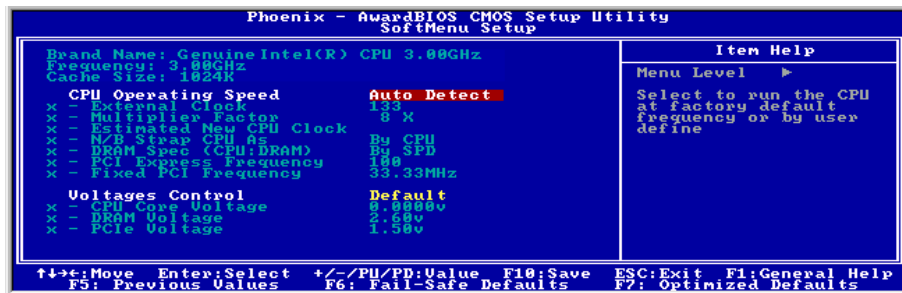 Phoenix - AwardBIOS CMOS Setup Utility
SoftMenu Setup
Brand Name: Genuine Intel(R) CPU 3.00GHz
Frequency: 3.00GHz
Cache Size: 1024K
CPU Operating Speed Auto Detect
x - External Clock 133
x - Multiplier Factor 8 X
x - Estimated New CPU Clock
x - N/B Strap CPU As By CPU
x - DRAM Spec (CPU:DRAM) By SPD
x - PCI Express Frequency 100
x - Fixed PCI Frequency 33.33MHz
Voltages Control Default
x - CPU Core Voltage 0.0000v
x - DRAM Voltage 2.60v
x - PCIe Voltage 1.50v
Item Help
Menu Level ►
Select to run the CPU
at factory default
frequency or by user
define
↑↓→←:Move Enter:Select +/-/PU/PD:Value F10:Save ESC:Exit F1:General Help
F5: Previous Values F6: Fail-Safe Defaults F7: Optimized Defaults